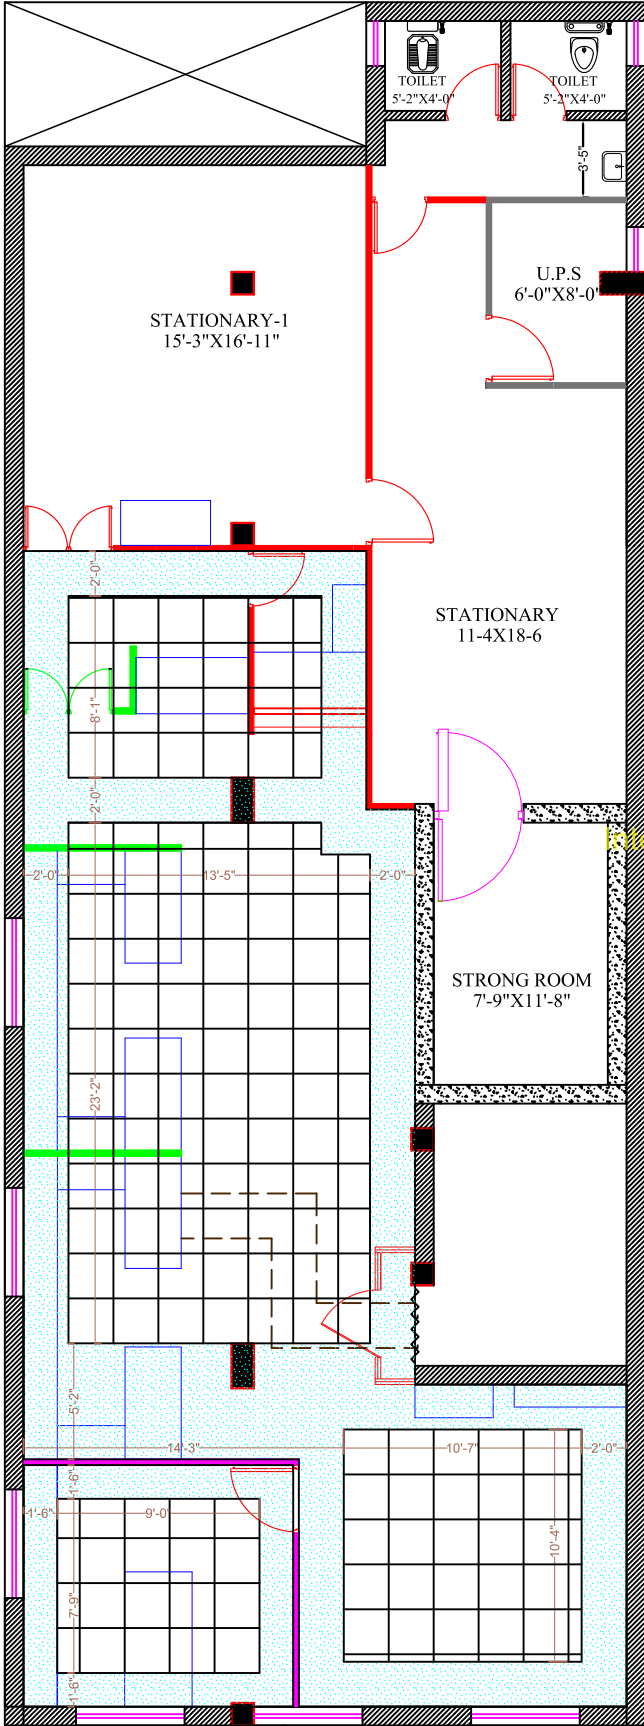 TOILET
5'-2"X4'-0"
TOILET
5'-2"X4'-0"
3'-5"
U.P.S
6'-0"X8'-0"
STATIONARY-1
15'-3"X16'-11"
2'-0"
STATIONARY
11-4X18-6
8'-1"
2'-0"
Inte
2'-0"
13'-5"
2'-0"
STRONG ROOM
7'-9"X11'-8"
23'-2"
5'-2"
14'-3"
10'-7"
2'-0"
1'-6"
1'-6"
9'-0"
10'-4"
7'-9"
1'-6"